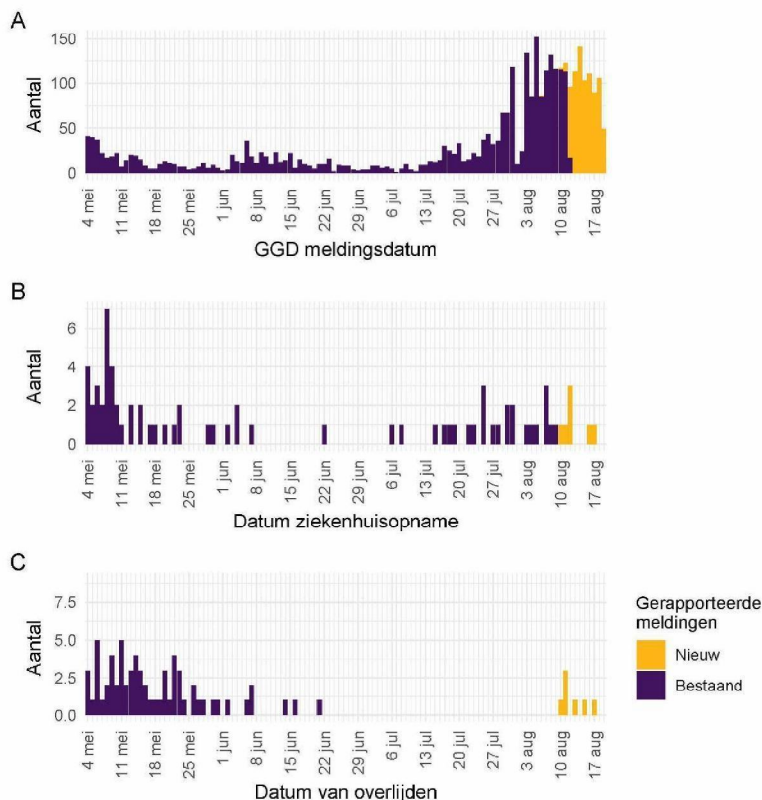 A
Aantal
150
100
50
0
4 mei 11 mei 18 mei 25 mei 1 jun 8 jun 15 jun 22 jun 29 jun 6 jul 13 jul 20 jul 27 jul 3 aug 10 aug 17 aug
GGD meldingsdatum
B
Aantal
6
4
2
0
4 mei 11 mei 18 mei 25 mei 1 jun 8 jun 15 jun 22 jun 29 jun 6 jul 13 jul 20 jul 27 jul 3 aug 10 aug 17 aug
Datum ziekenhuisopname
C
Aantal
7.5
5.0
2.5
0.0
4 mei 11 mei 18 mei 25 mei 1 jun 8 jun 15 jun 22 jun 29 jun 6 jul 13 jul 20 jul 27 jul 3 aug 10 aug 17 aug
Datum van overlijden
Gerapporteerde
meldingen
Nieuw
Bestaand